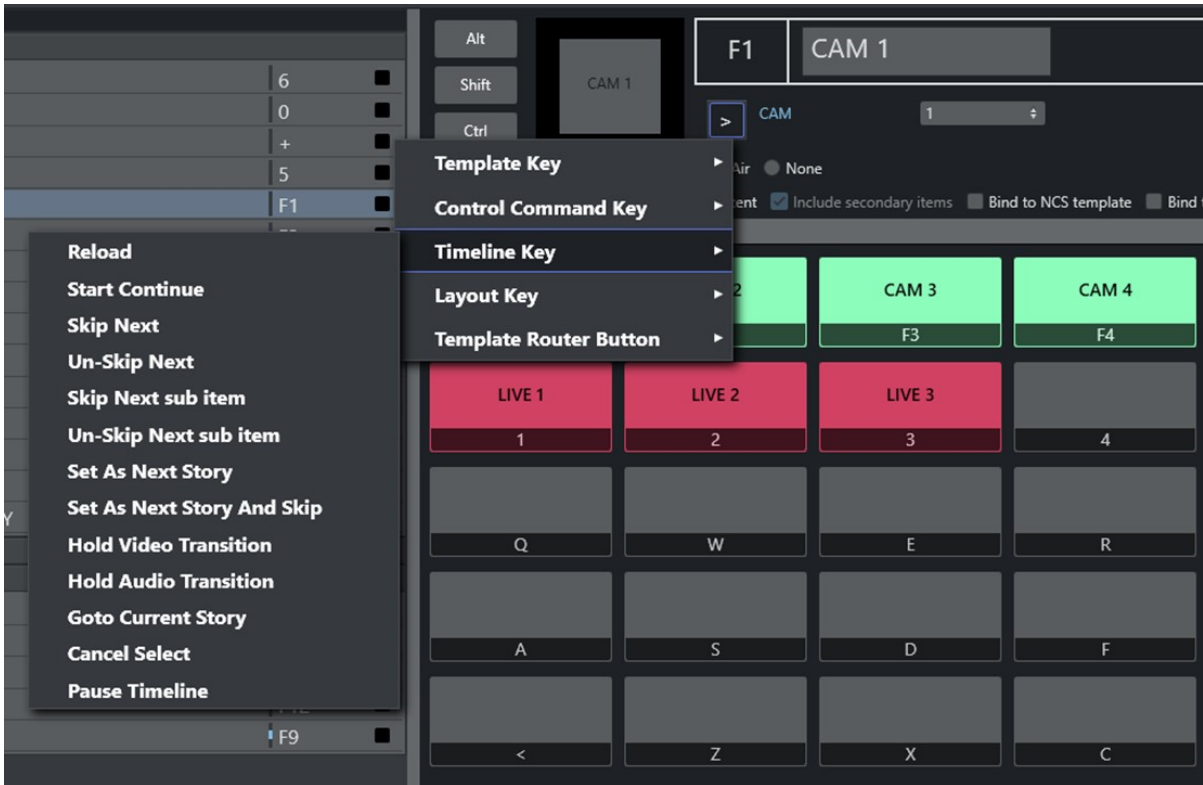 Alt
Shift
Ctrl
CAM 1
F1
CAM 1
>
CAM
1
Air
None
Include secondary items
Bind to NCS template
Bind
6
0
+
5
F1
Template Key
Control Command Key
Timeline Key
Layout Key
Template Router Button
Reload
Start Continue
Skip Next
Un-Skip Next
Skip Next sub item
Un-Skip Next sub item
Set As Next Story
Set As Next Story And Skip
Hold Video Transition
Hold Audio Transition
Goto Current Story
Cancel Select
Pause Timeline
Y
F9
2
CAM 3
CAM 4
F3
F4
LIVE 1
LIVE 2
LIVE 3
1
2
3
4
Q
W
E
R
A
S
D
F
<
Z
X
C